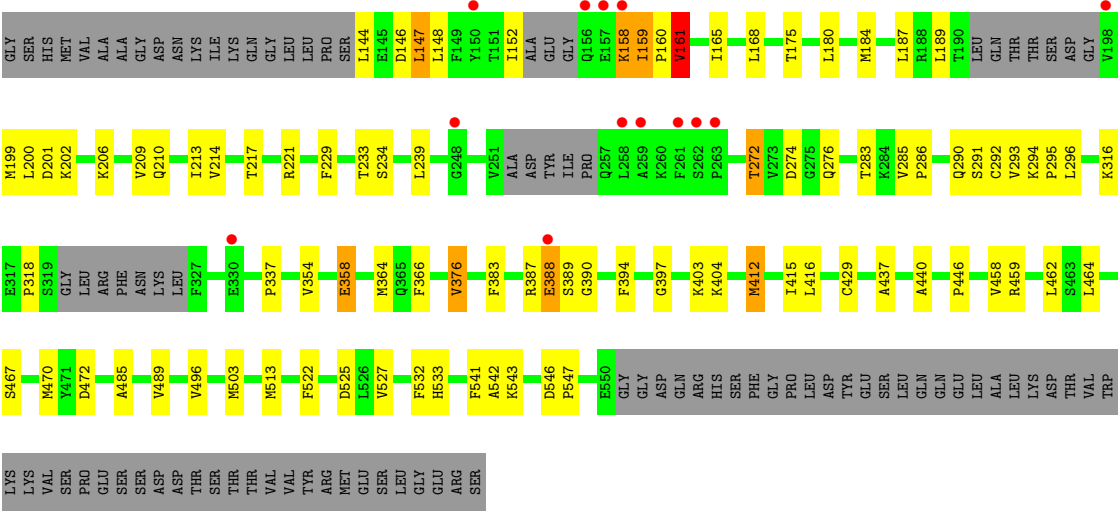 GLY SER HIS MET VAL ALA ALA GLY ASP ASN LYS ILE LYS GLN GLY LEU LEU PRO SER L144 E145 D146 L147 L148 F149 Y150 T151 I152 ALA GLU GLY Q156 E157 K158 I159 P160 V161 I165 L168 T175 L180 M184 L187 R188 L189 T190 LEU GLN THR THR SER ASP GLY V198
M199 L200 D201 K202 K206 V209 Q210 I213 V214 T217 R221 F229 T233 S234 L239 G248 V251 ALA ASP TYR ILE PRO Q257 L258 A259 K260 F261 S262 P263 T272 V273 D274 G275 Q276 T283 K284 V285 P286 Q290 S291 C292 V293 K294 P295 L296 K316
E317 P318 S319 GLY LEU ARG PHE ASN LYS LEU F327 E330 P337 V354 E358 M364 Q365 F366 V376 F383 R387 E388 S389 G390 F394 G397 K403 K404 M412 I415 L416 C429 A437 A440 P446 V458 R459 L462 S463 L464
S467 M470 Y471 D472 A485 V489 V496 M503 M513 F522 D525 L526 V527 F532 H533 F541 A542 K543 D546 P547 E550 GLY GLY ASP GLN ARG HIS SER PHE GLY PRO LEU ASP TYR GLU SER LEU GLN GLN GLU LEU ALA LEU LYS ASP THR VAL TRP
LYS LYS VAL SER PRO GLU SER SER ASP ASP THR SER THR THR VAL VAL TYR ARG MET GLU SER LEU GLY GLU ARG SER